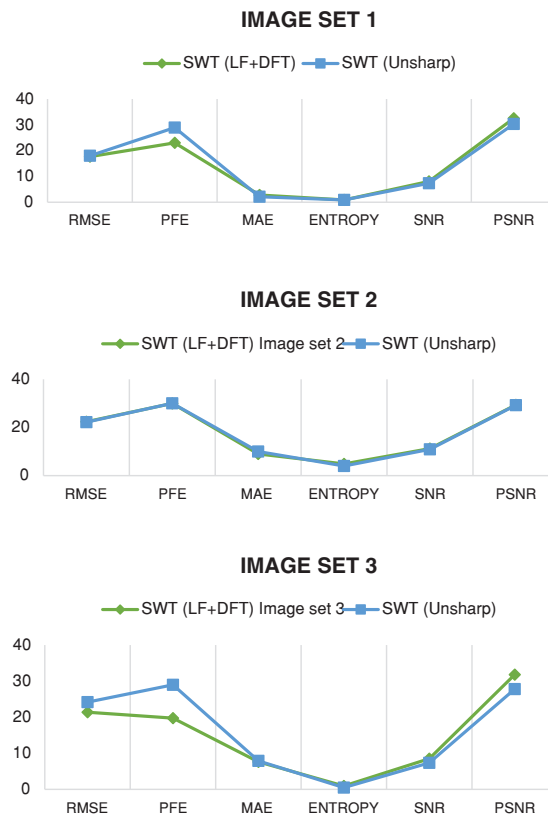 IMAGE SET 1
SWT (LF+DFT) SWT (Unsharp)
40
30
20
10
0
RMSE PFE MAE ENTROPY SNR PSNR
IMAGE SET 2
SWT (LF+DFT) Image set 2 SWT (Unsharp)
40
20
0
RMSE PFE MAE ENTROPY SNR PSNR
IMAGE SET 3
SWT (LF+DFT) Image set 3 SWT (Unsharp)
40
30
20
10
0
RMSE PFE MAE ENTROPY SNR PSNR